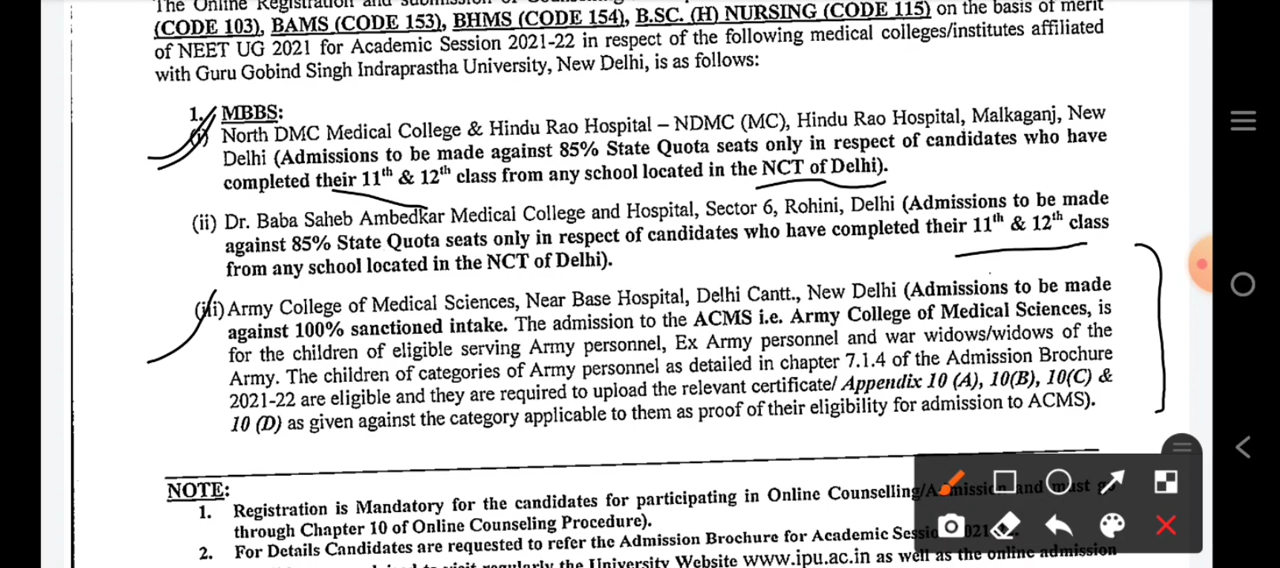 The Online Registration and submission of
(CODE 103), BAMS (CODE 153), BHMS (CODE 154), B.SC. (H) NURSING (CODE 115) on the basis of merit
of NEET UG 2021 for Academic Session 2021-22 in respect of the following medical colleges/institutes affiliated
with Guru Gobind Singh Indraprastha University, New Delhi, is as follows:
1. MBBS:
(i) North DMC Medical College & Hindu Rao Hospital – NDMC (MC), Hindu Rao Hospital, Malkaganj, New
Delhi (Admissions to be made against 85% State Quota seats only in respect of candidates who have
completed their 11th & 12th class from any school located in the NCT of Delhi).
(ii) Dr. Baba Saheb Ambedkar Medical College and Hospital, Sector 6, Rohini, Delhi (Admissions to be made
against 85% State Quota seats only in respect of candidates who have completed their 11th & 12th class
from any school located in the NCT of Delhi).
(iii) Army College of Medical Sciences, Near Base Hospital, Delhi Cantt., New Delhi (Admissions to be made
against 100% sanctioned intake. The admission to the ACMS i.e. Army College of Medical Sciences, is
for the children of eligible serving Army personnel, Ex Army personnel and war widows/widows of the
Army. The children of categories of Army personnel as detailed in chapter 7.1.4 of the Admission Brochure
2021-22 are eligible and they are required to upload the relevant certificate/ Appendix 10 (A), 10(B), 10(C) &
10 (D) as given against the category applicable to them as proof of their eligibility for admission to ACMS).
NOTE:
1. Registration is Mandatory for the candidates for participating in Online Counselling/Admission and must go
through Chapter 10 of Online Counseling Procedure).
2. For Details Candidates are requested to refer the Admission Brochure for Academic Session 2021-
regularly the University Website www.ipu.ac.in as well as the online admission